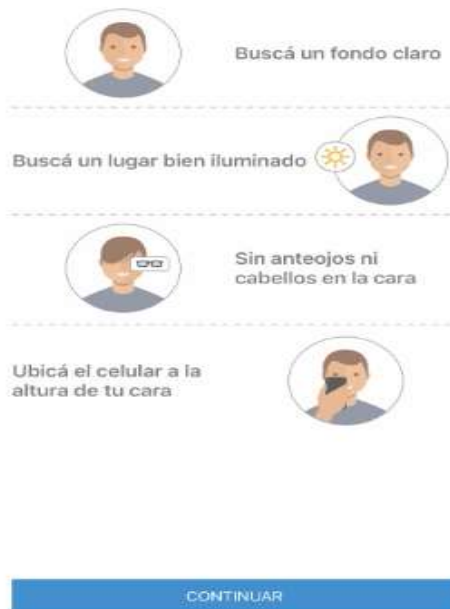 Buscá un fondo claro
Buscá un lugar bien iluminado
Sin anteojos ni
cabellos en la cara
Ubicá el celular a la
altura de tu cara
CONTINUAR